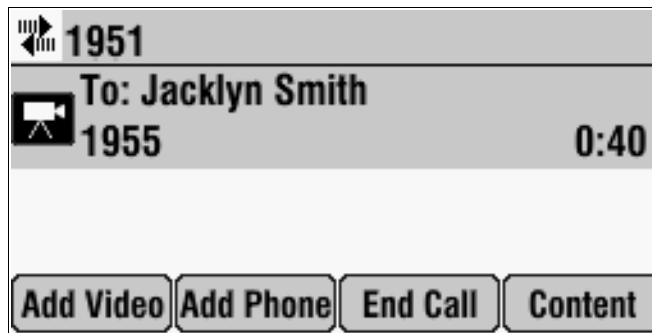 1951
To: Jacklyn Smith
1955 0:40
Add Video Add Phone End Call Content